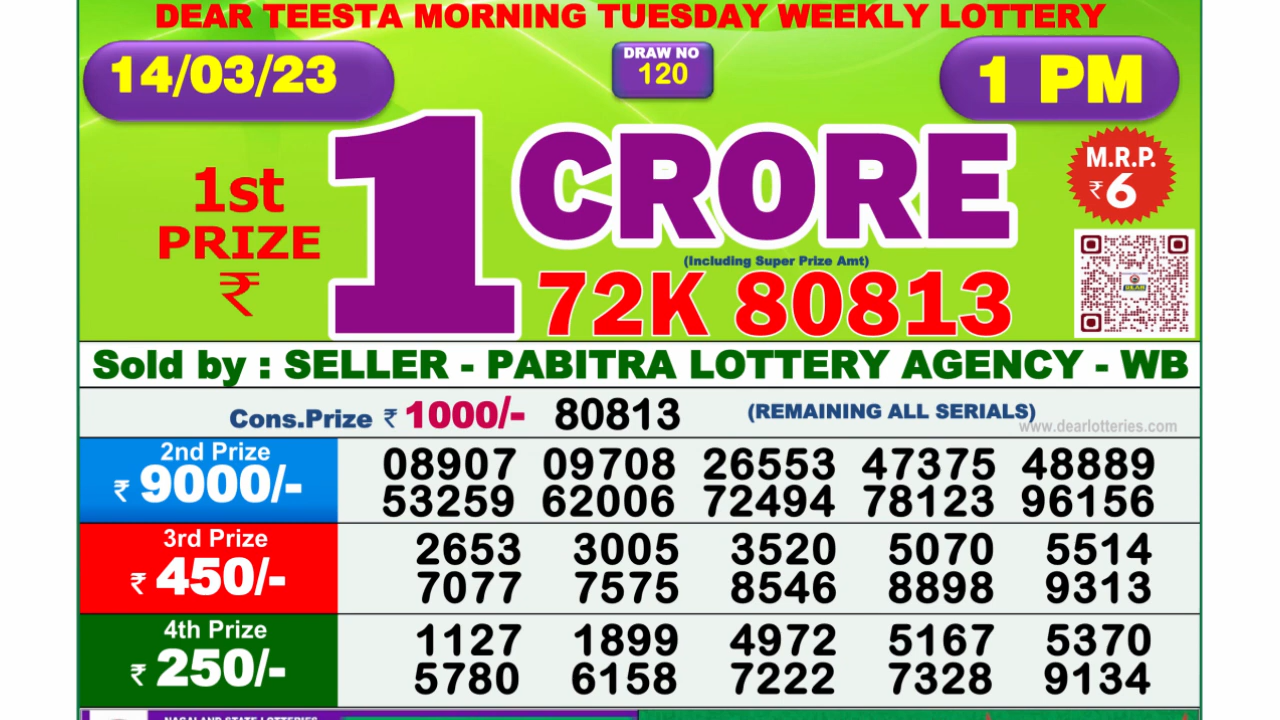 DEAR TEESTA MORNING TUESDAY WEEKLY LOTTERY
14/03/23
DRAW NO
120
1 PM
1st
PRIZE
₹
1 CRORE
M.R.P.
₹ 6
(Including Super Prize Amt)
72K 80813
Sold by : SELLER - PABITRA LOTTERY AGENCY - WB
Cons.Prize ₹ 1000/- 80813 (REMAINING ALL SERIALS)
www.dearlotteries.com
2nd Prize
₹ 9000/-
08907 09708 26553 47375 48889
53259 62006 72494 78123 96156
3rd Prize
₹ 450/-
2653 3005 3520 5070 5514
7077 7575 8546 8898 9313
4th Prize
₹ 250/-
1127 1899 4972 5167 5370
5780 6158 7222 7328 9134
NAGALAND STATE LOTTERIES